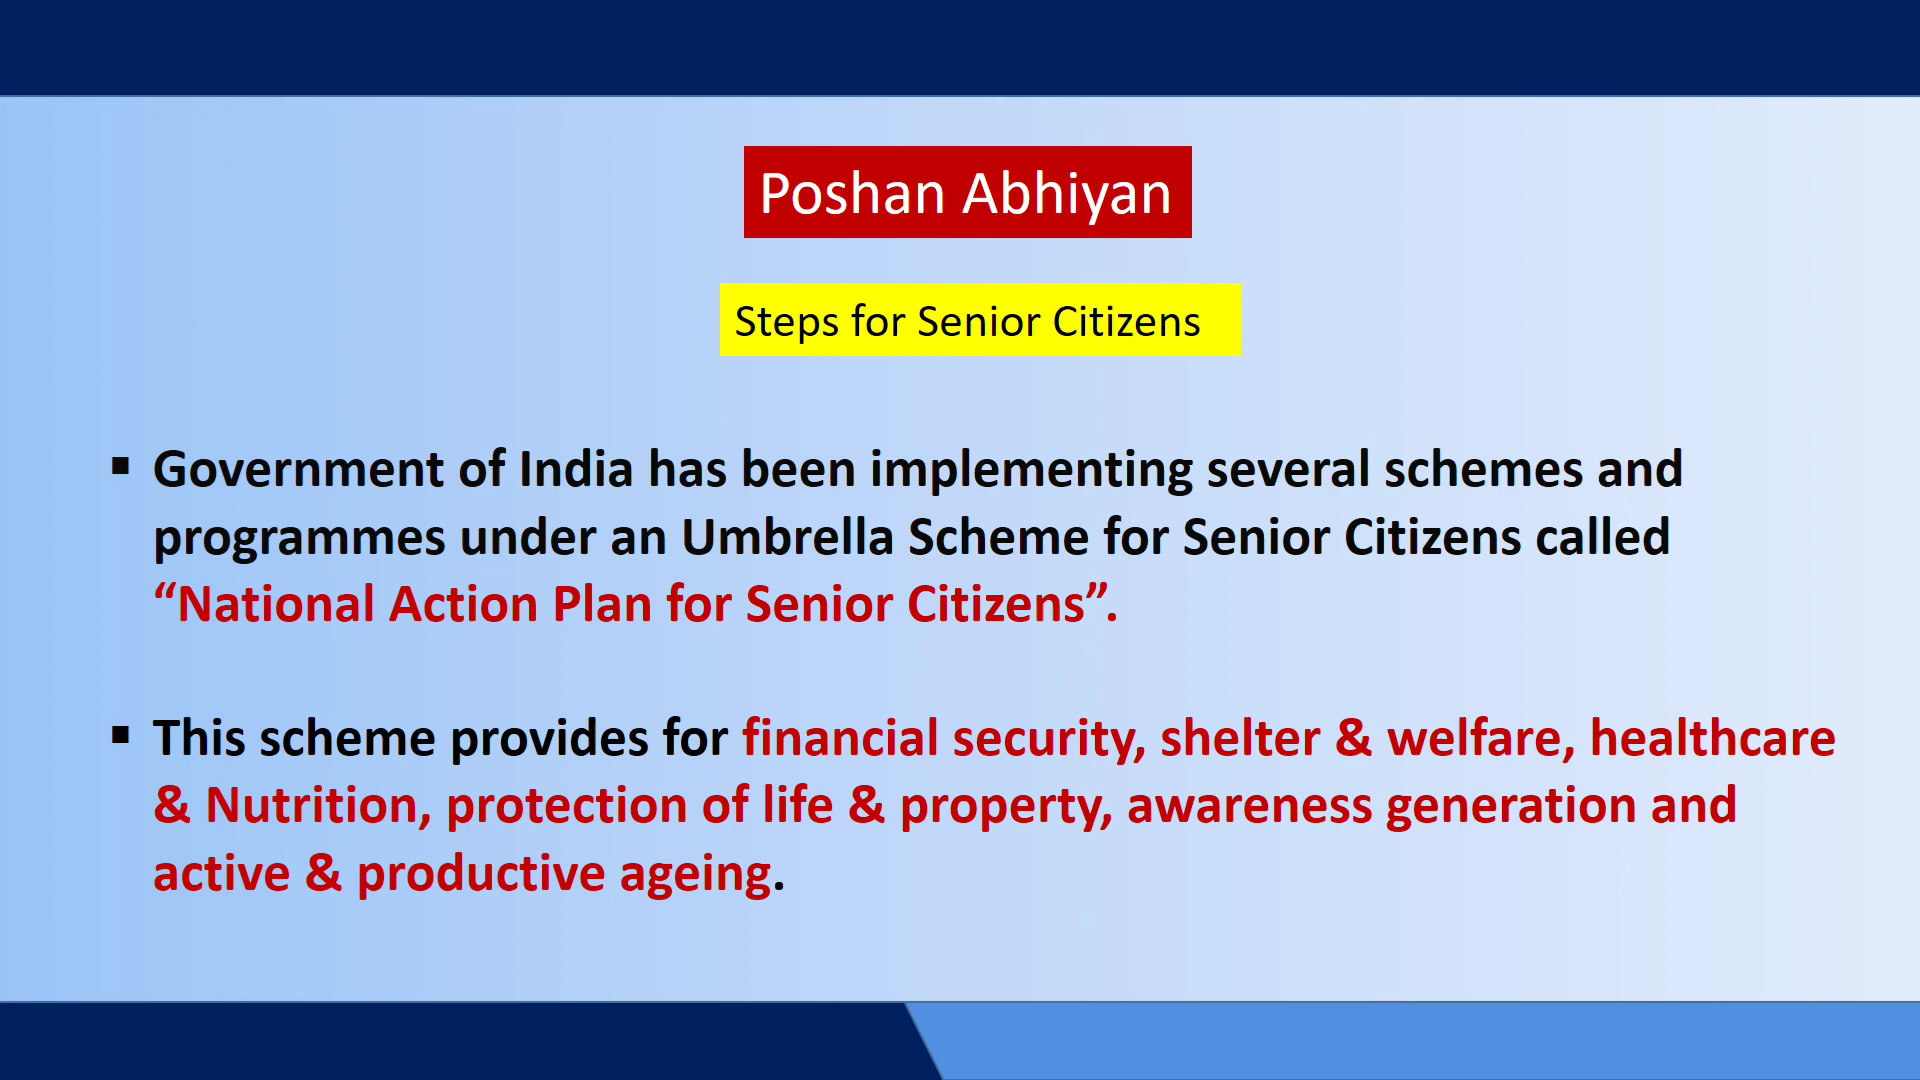 Poshan Abhiyan
Steps for Senior Citizens
▪ Government of India has been implementing several schemes and
programmes under an Umbrella Scheme for Senior Citizens called
“National Action Plan for Senior Citizens”.
▪ This scheme provides for financial security, shelter & welfare, healthcare
& Nutrition, protection of life & property, awareness generation and
active & productive ageing.